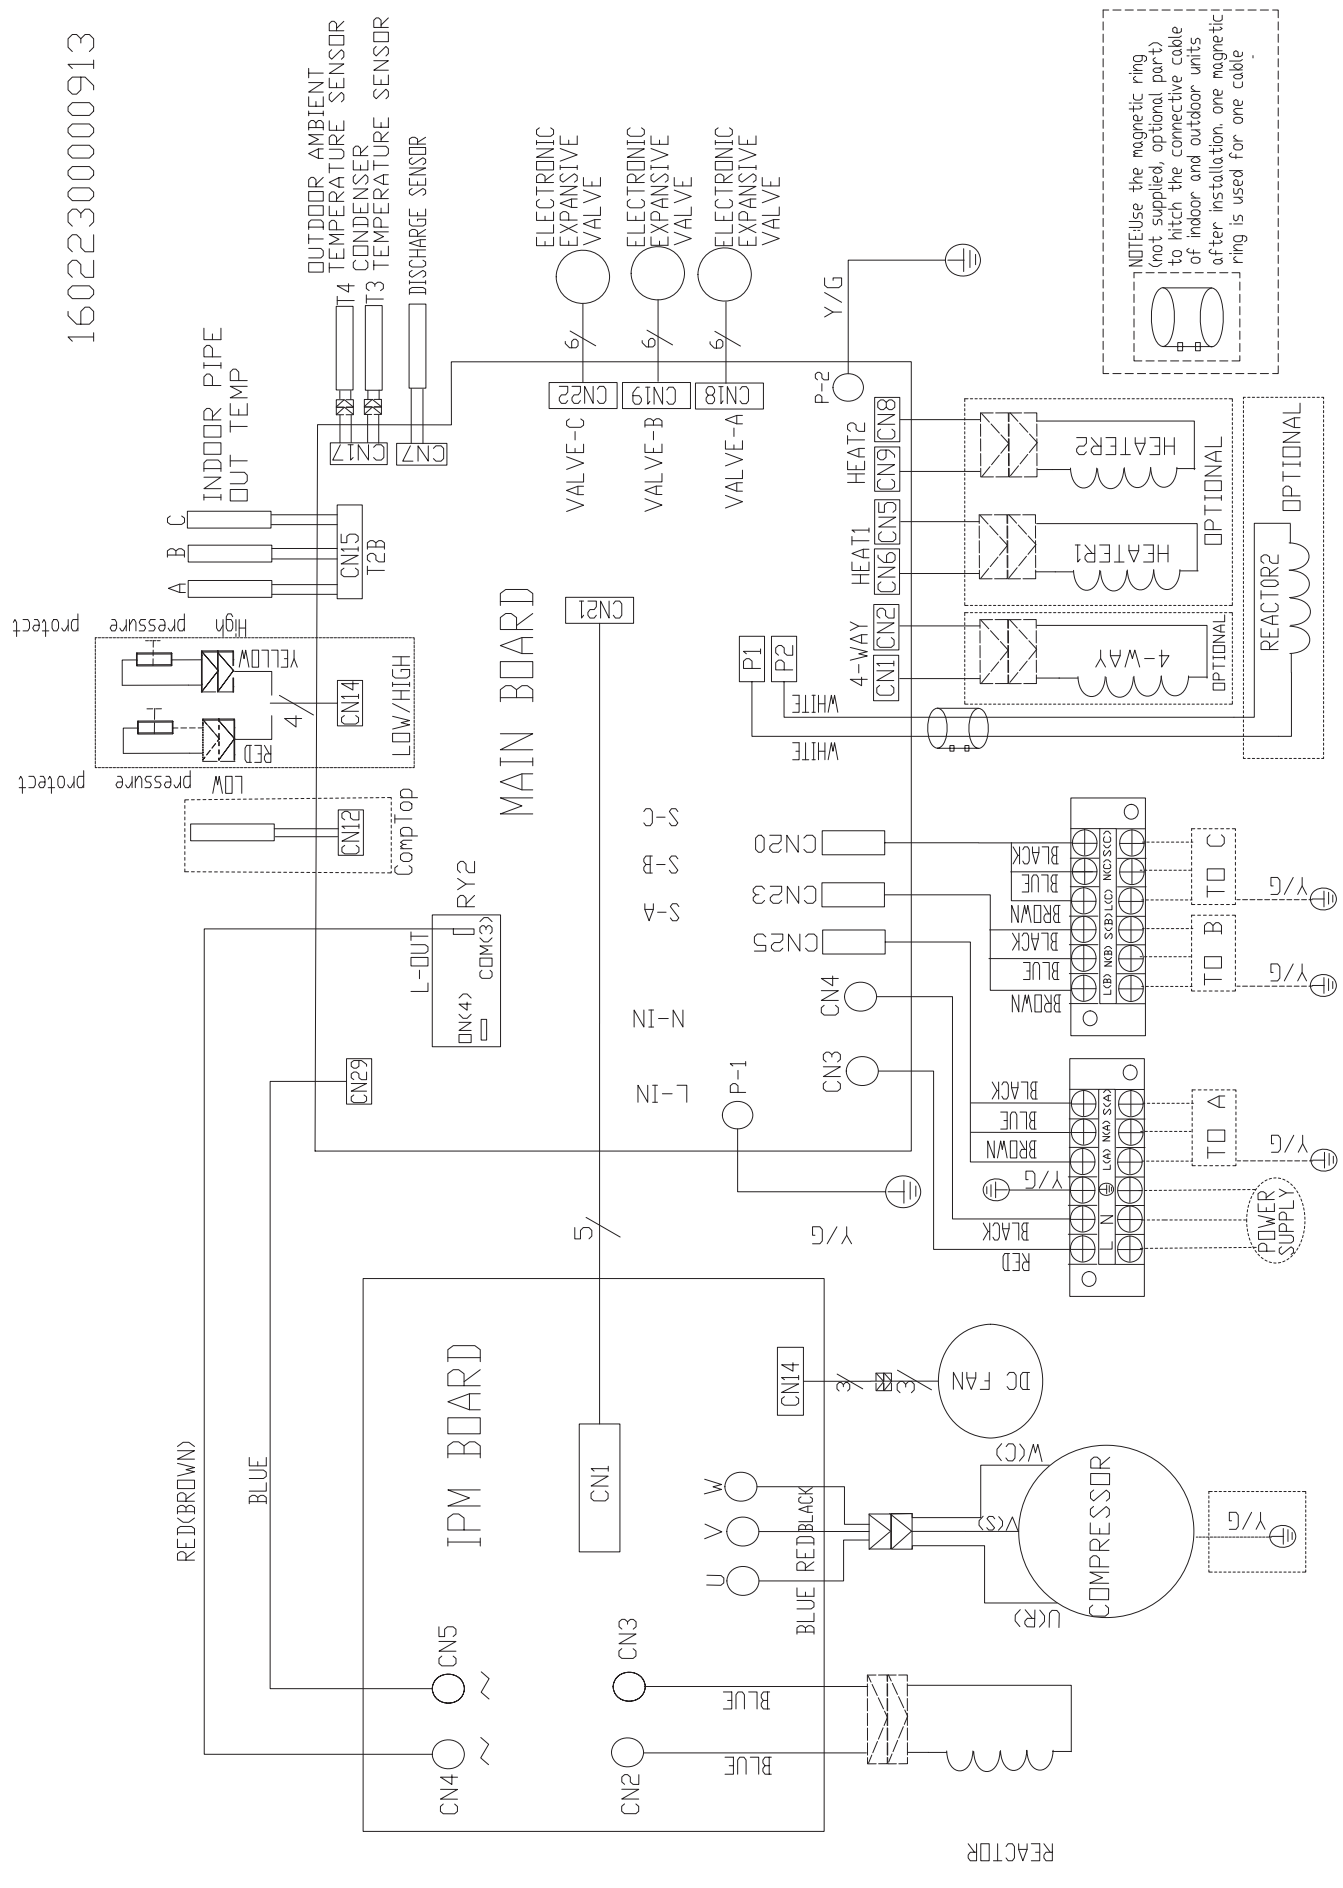 16022300000913
OUTDOOR AMBIENT
TEMPERATURE SENSOR
T4
CONDENSER
T3 TEMPERATURE SENSOR
DISCHARGE SENSOR
CN17
CN7
INDOOR PIPE
OUT TEMP
A
B
C
CN15
T2B
High pressure protect
YELLOW
LOW pressure protect
RED
4
CN14
LOW/HIGH
CN12
CompTop
ELECTRONIC
EXPANSIVE
VALVE
6
CN22
VALVE-C
ELECTRONIC
EXPANSIVE
VALVE
6
CN19
VALVE-B
ELECTRONIC
EXPANSIVE
VALVE
6
CN18
VALVE-A
P-2
Y/G
NOTE:Use the magnetic ring
(not supplied, optional part)
to hitch the connective cable
of indoor and outdoor units
after installation. one magnetic
ring is used for one cable
MAIN BOARD
CN21
HEAT2
CN9
CN8
HEAT1
CN6
CN5
4-WAY
CN1
CN2
HEATER2
HEATER1
OPTIONAL
4-WAY
OPTIONAL
P1
P2
WHITE
WHITE
REACTOR2
OPTIONAL
L-OUT
RY2
ON(4)
COM(3)
CN29
S-C
S-B
S-A
N-IN
L-IN
CN20
CN23
CN25
CN4
CN3
P-1
Y/G
BLACK
BLUE
BROWN
BLACK
BLUE
BROWN
L(B) N(B) S(B) L(C) N(C) S(C)
TO C
Y/G
TO B
Y/G
BLACK
BLUE
BROWN
Y/G
BLACK
RED
L N L(A) N(A) S(A)
TO A
Y/G
POWER
SUPPLY
5
RED(BROWN)
BLUE
IPM BOARD
CN1
CN14
3
3
DC FAN
U
V
W
BLUE
RED
BLACK
W(C)
V(S)
U(R)
COMPRESSOR
Y/G
CN4
CN5
~
~
CN2
CN3
BLUE
BLUE
REACTOR